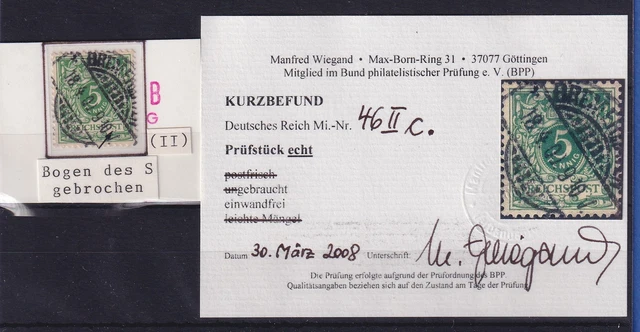 B
G
(II)
Bogen des S
gebrochen
5
REICHSPOST
Manfred Wiegand • Max-Born-Ring 31 • 37077 Göttingen
Mitglied im Bund philatelistischer Prüfung e. V. (BPP)
KURZBEFUND
Deutsches Reich Mi.-Nr. 46 II c.
Prüfstück echt
postfrisch
ungebraucht
einwandfrei
leichte Mängel
Datum 30. März 2008 Unterschrift: M. Wiegand
Die Prüfung erfolgte aufgrund der Prüfordnung des BPP.
Qualitätsangaben beziehen sich auf den Zustand am Tage der Prüfung.
5
PFENNIG
REICHSPOST